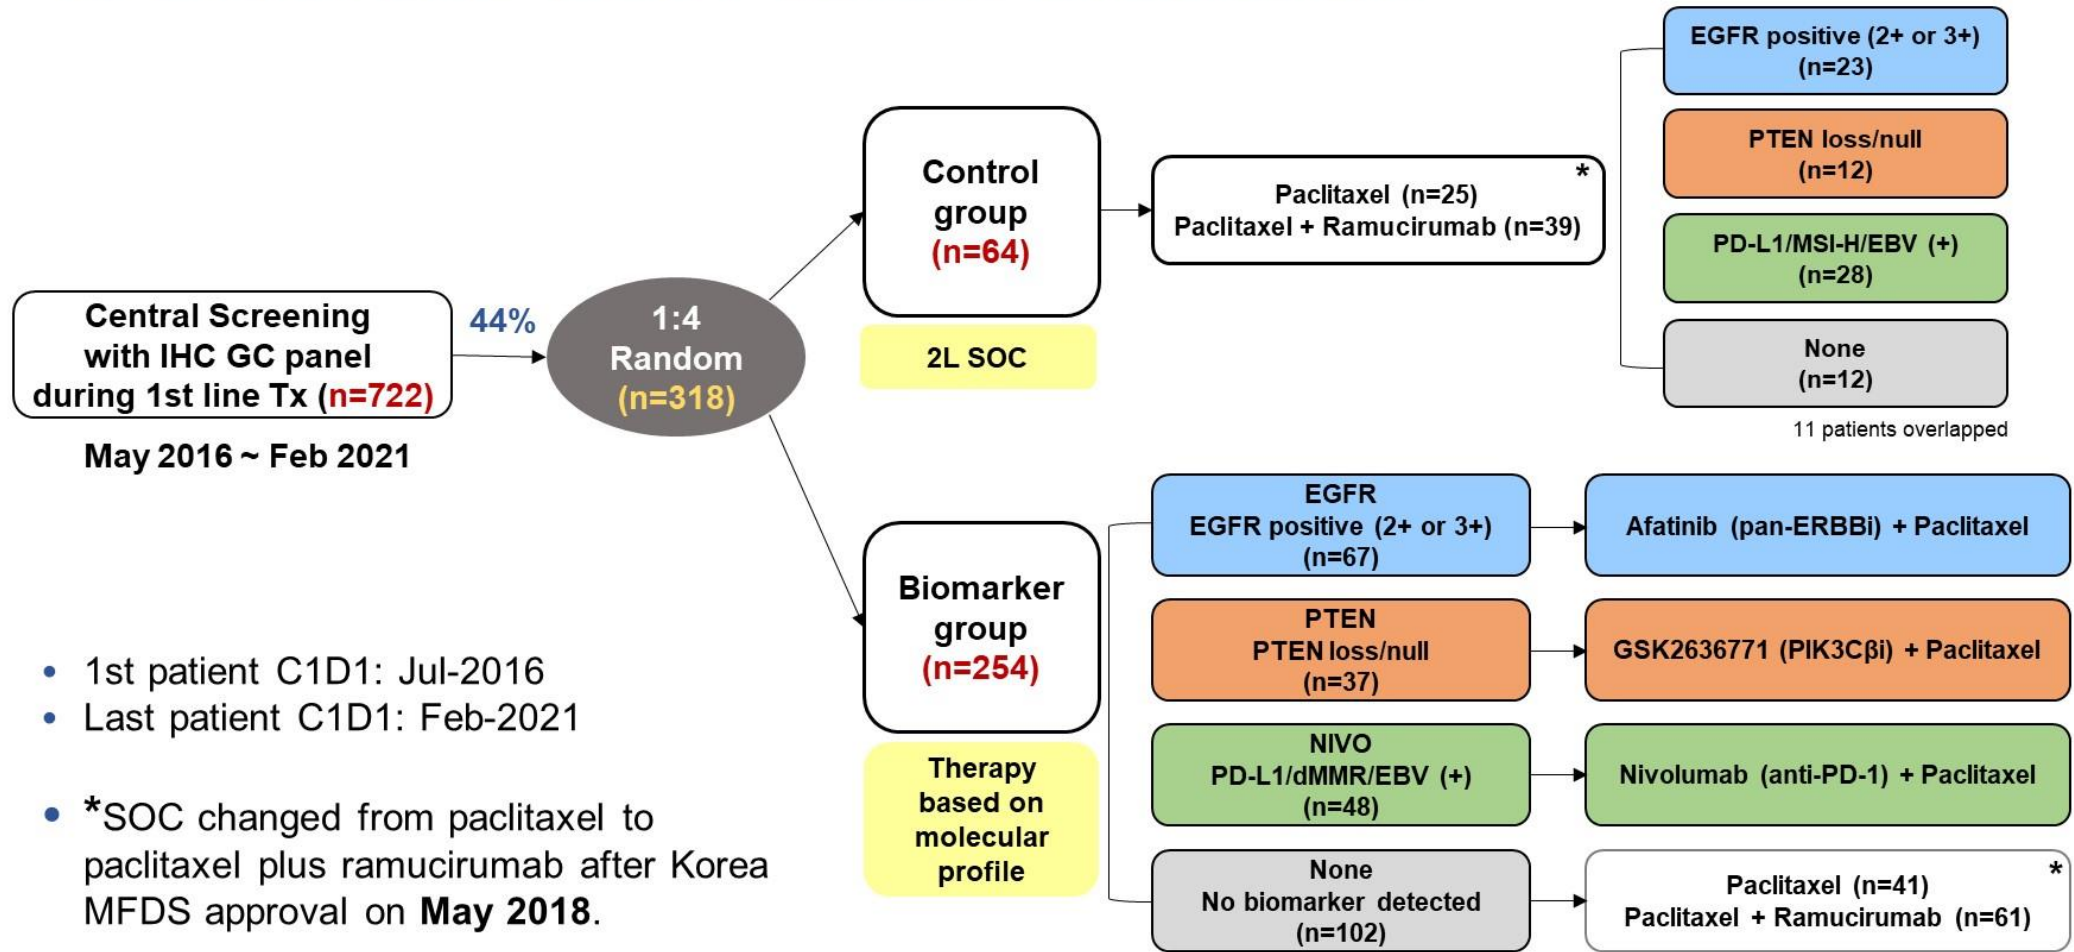 Central Screening
with IHC GC panel
during 1st line Tx (n=722)
May 2016 ~ Feb 2021
44%
1:4
Random
(n=318)
Control
group
(n=64)
2L SOC
*
Paclitaxel (n=25)
Paclitaxel + Ramucirumab (n=39)
EGFR positive (2+ or 3+)
(n=23)
PTEN loss/null
(n=12)
PD-L1/MSI-H/EBV (+)
(n=28)
None
(n=12)
11 patients overlapped
Biomarker
group
(n=254)
Therapy
based on
molecular
profile
EGFR
EGFR positive (2+ or 3+)
(n=67)
Afatinib (pan-ERBBi) + Paclitaxel
PTEN
PTEN loss/null
(n=37)
GSK2636771 (PIK3Cβi) + Paclitaxel
NIVO
PD-L1/dMMR/EBV (+)
(n=48)
Nivolumab (anti-PD-1) + Paclitaxel
None
No biomarker detected
(n=102)
*
Paclitaxel (n=41)
Paclitaxel + Ramucirumab (n=61)
• 1st patient C1D1: Jul-2016
• Last patient C1D1: Feb-2021
• *SOC changed from paclitaxel to
paclitaxel plus ramucirumab after Korea
MFDS approval on May 2018.